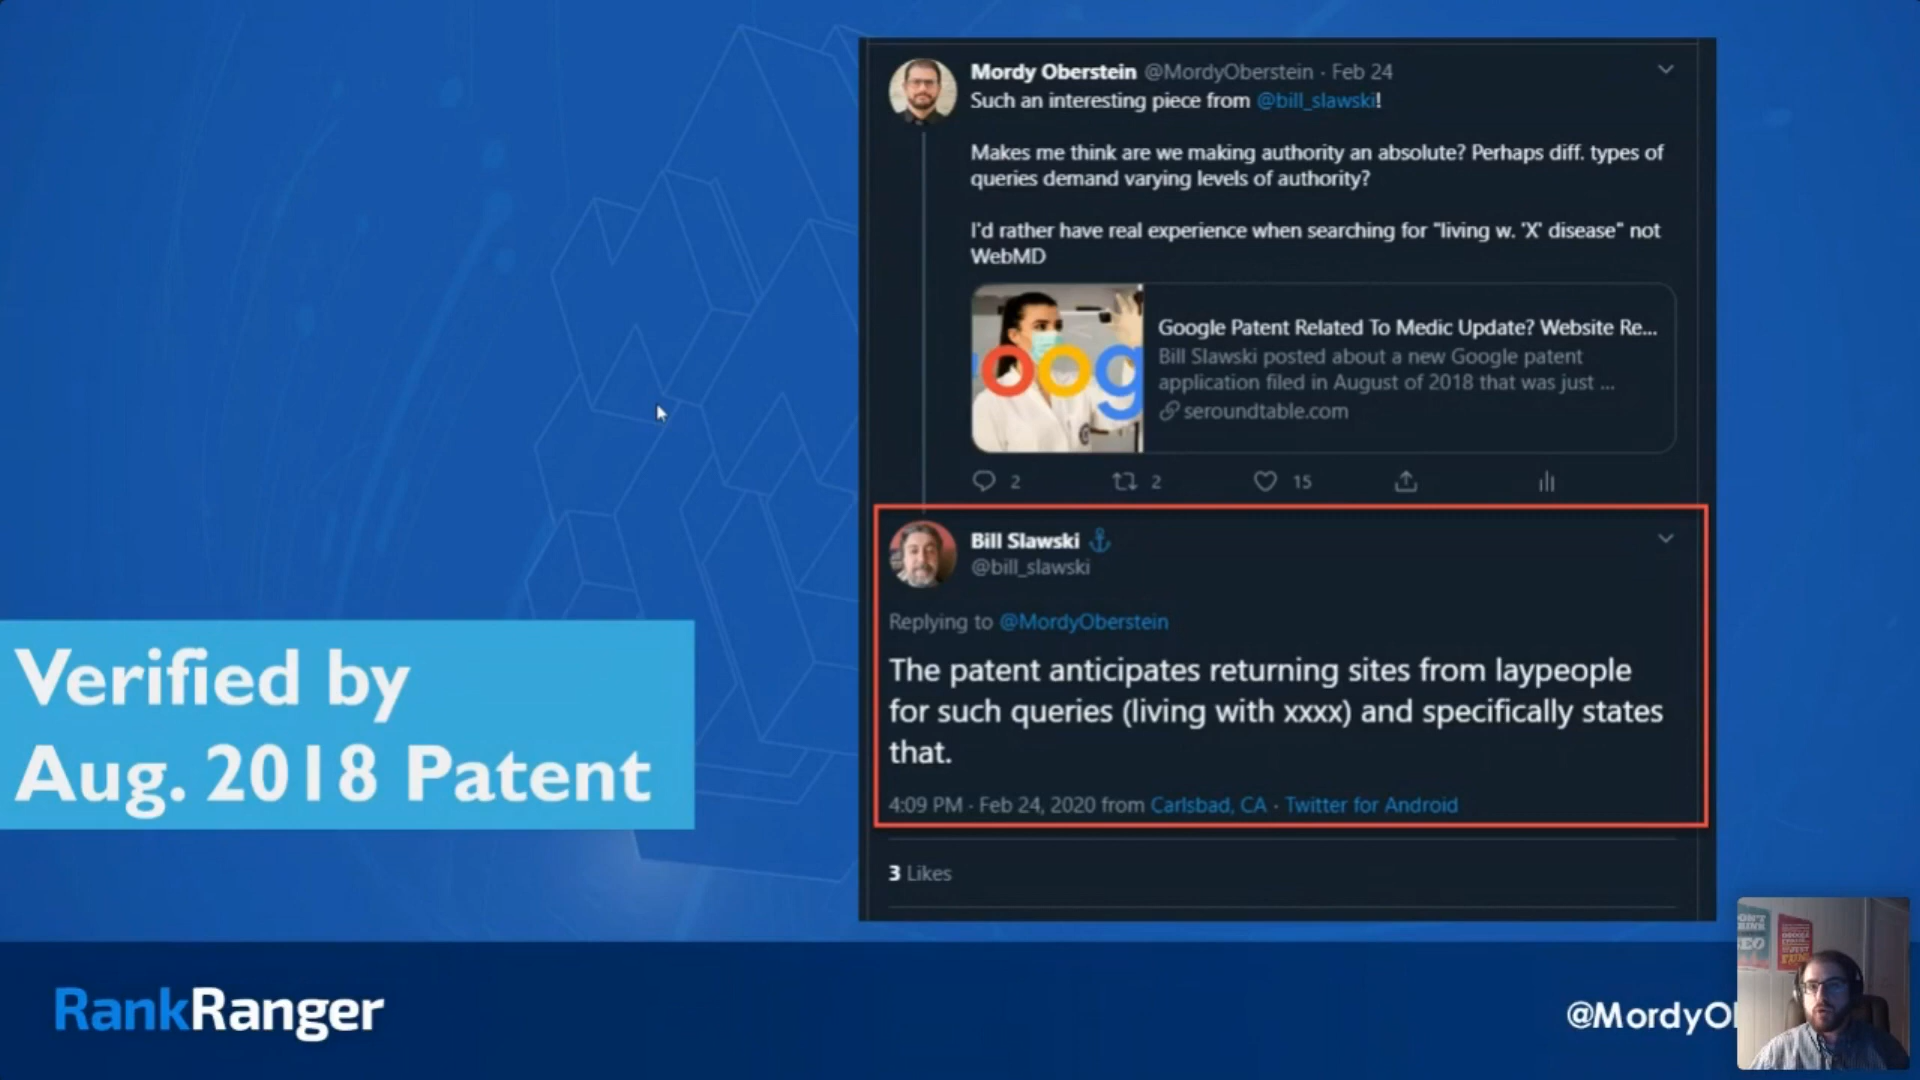 Mordy Oberstein @MordyOberstein · Feb 24
Such an interesting piece from @bill_slawski!
Makes me think are we making authority an absolute? Perhaps diff. types of
queries demand varying levels of authority?
I'd rather have real experience when searching for "living w. 'X' disease" not
WebMD
Google Patent Related To Medic Update? Website Re...
Bill Slawski posted about a new Google patent
application filed in August of 2018 that was just ...
seroundtable.com
oog
2 2 15
Bill Slawski
@bill_slawski
Replying to @MordyOberstein
The patent anticipates returning sites from laypeople
for such queries (living with xxxx) and specifically states
that.
4:09 PM · Feb 24, 2020 from Carlsbad, CA · Twitter for Android
3 Likes
Verified by
Aug. 2018 Patent
RankRanger
@MordyO